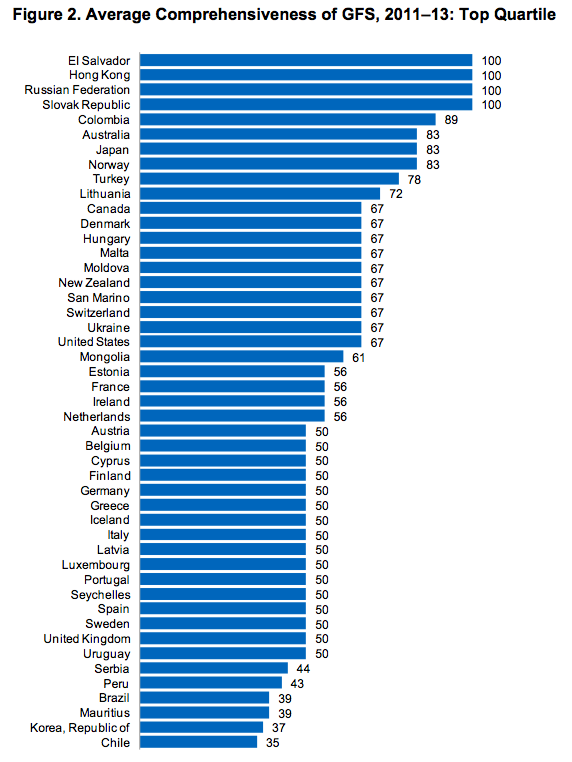 Figure 2. Average Comprehensiveness of GFS, 2011–13: Top Quartile
El Salvador 100
Hong Kong 100
Russian Federation 100
Slovak Republic 100
Colombia 89
Australia 83
Japan 83
Norway 83
Turkey 78
Lithuania 72
Canada 67
Denmark 67
Hungary 67
Malta 67
Moldova 67
New Zealand 67
San Marino 67
Switzerland 67
Ukraine 67
United States 67
Mongolia 61
Estonia 56
France 56
Ireland 56
Netherlands 56
Austria 50
Belgium 50
Cyprus 50
Finland 50
Germany 50
Greece 50
Iceland 50
Italy 50
Latvia 50
Luxembourg 50
Portugal 50
Seychelles 50
Spain 50
Sweden 50
United Kingdom 50
Uruguay 50
Serbia 44
Peru 43
Brazil 39
Mauritius 39
Korea, Republic of 37
Chile 35